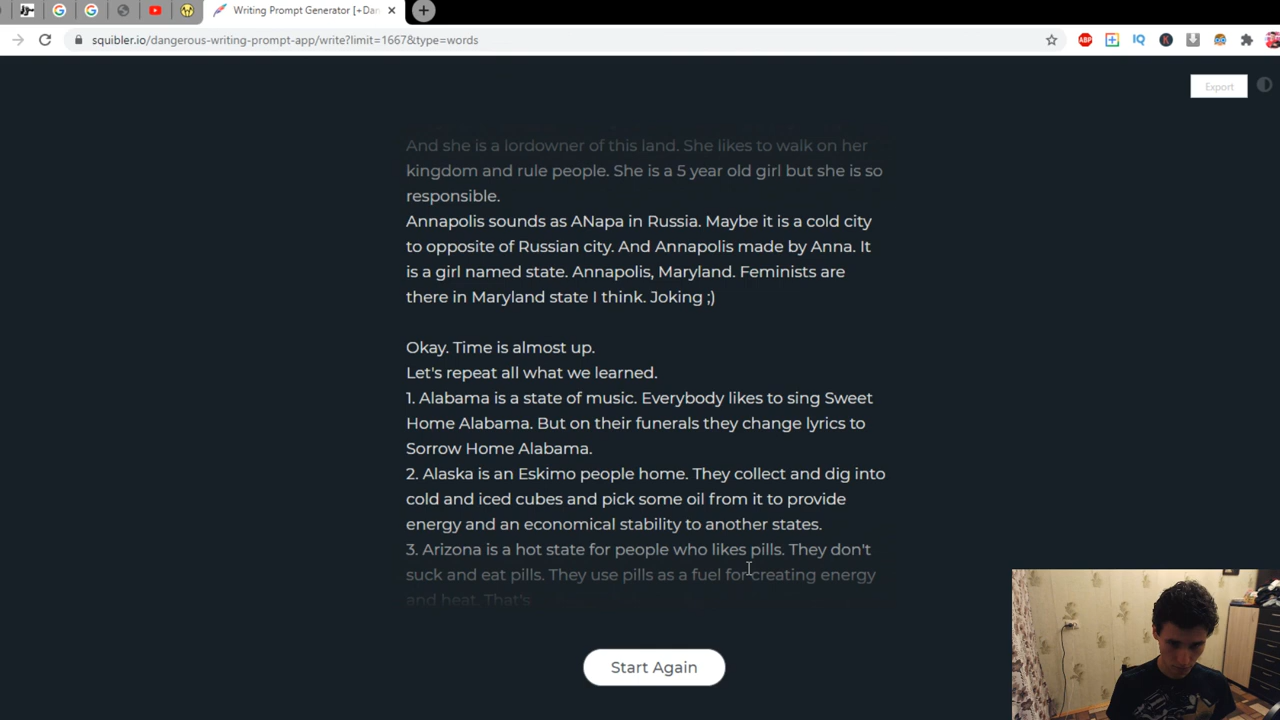 Writing Prompt Generator [+Dan
squibler.io/dangerous-writing-prompt-app/write?limit=1667&type=words
Export
And she is a lordowner of this land. She likes to walk on her
kingdom and rule people. She is a 5 year old girl but she is so
responsible.
Annapolis sounds as ANapa in Russia. Maybe it is a cold city
to opposite of Russian city. And Annapolis made by Anna. It
is a girl named state. Annapolis, Maryland. Feminists are
there in Maryland state I think. Joking ;)
Okay. Time is almost up.
Let's repeat all what we learned.
1. Alabama is a state of music. Everybody likes to sing Sweet
Home Alabama. But on their funerals they change lyrics to
Sorrow Home Alabama.
2. Alaska is an Eskimo people home. They collect and dig into
cold and iced cubes and pick some oil from it to provide
energy and an economical stability to another states.
3. Arizona is a hot state for people who likes pills. They don't
suck and eat pills. They use pills as a fuel for creating energy
and heat. That's
Start Again